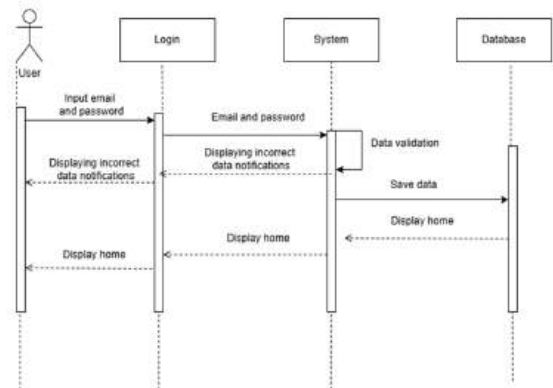 Login
System
Database
User
Input email
and password
Email and password
Data validation
Displaying incorrect
data notifications
Displaying incorrect
data notifications
Save data
Display home
Display home
Display home